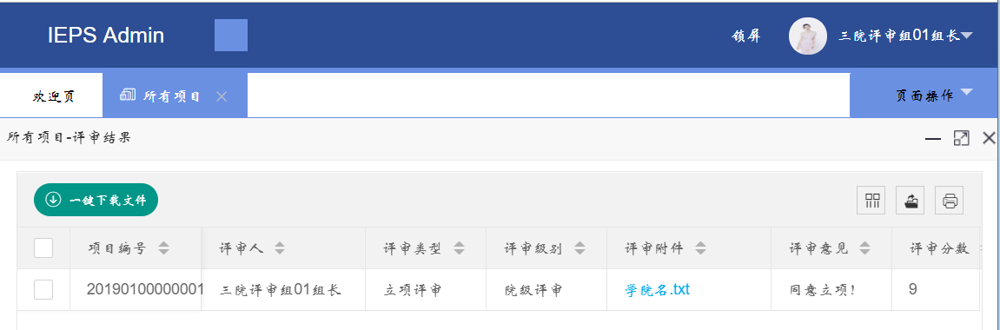 IEPS Admin 锁屏 三院评审组01组长
欢迎页 所有项目 页面操作
所有项目-评审结果
一键下载文件
项目编号 评审人 评审类型 评审级别 评审附件 评审意见 评审分数
20190100000001 三院评审组01组长 立项评审 院级评审 学院名.txt 同意立项! 9